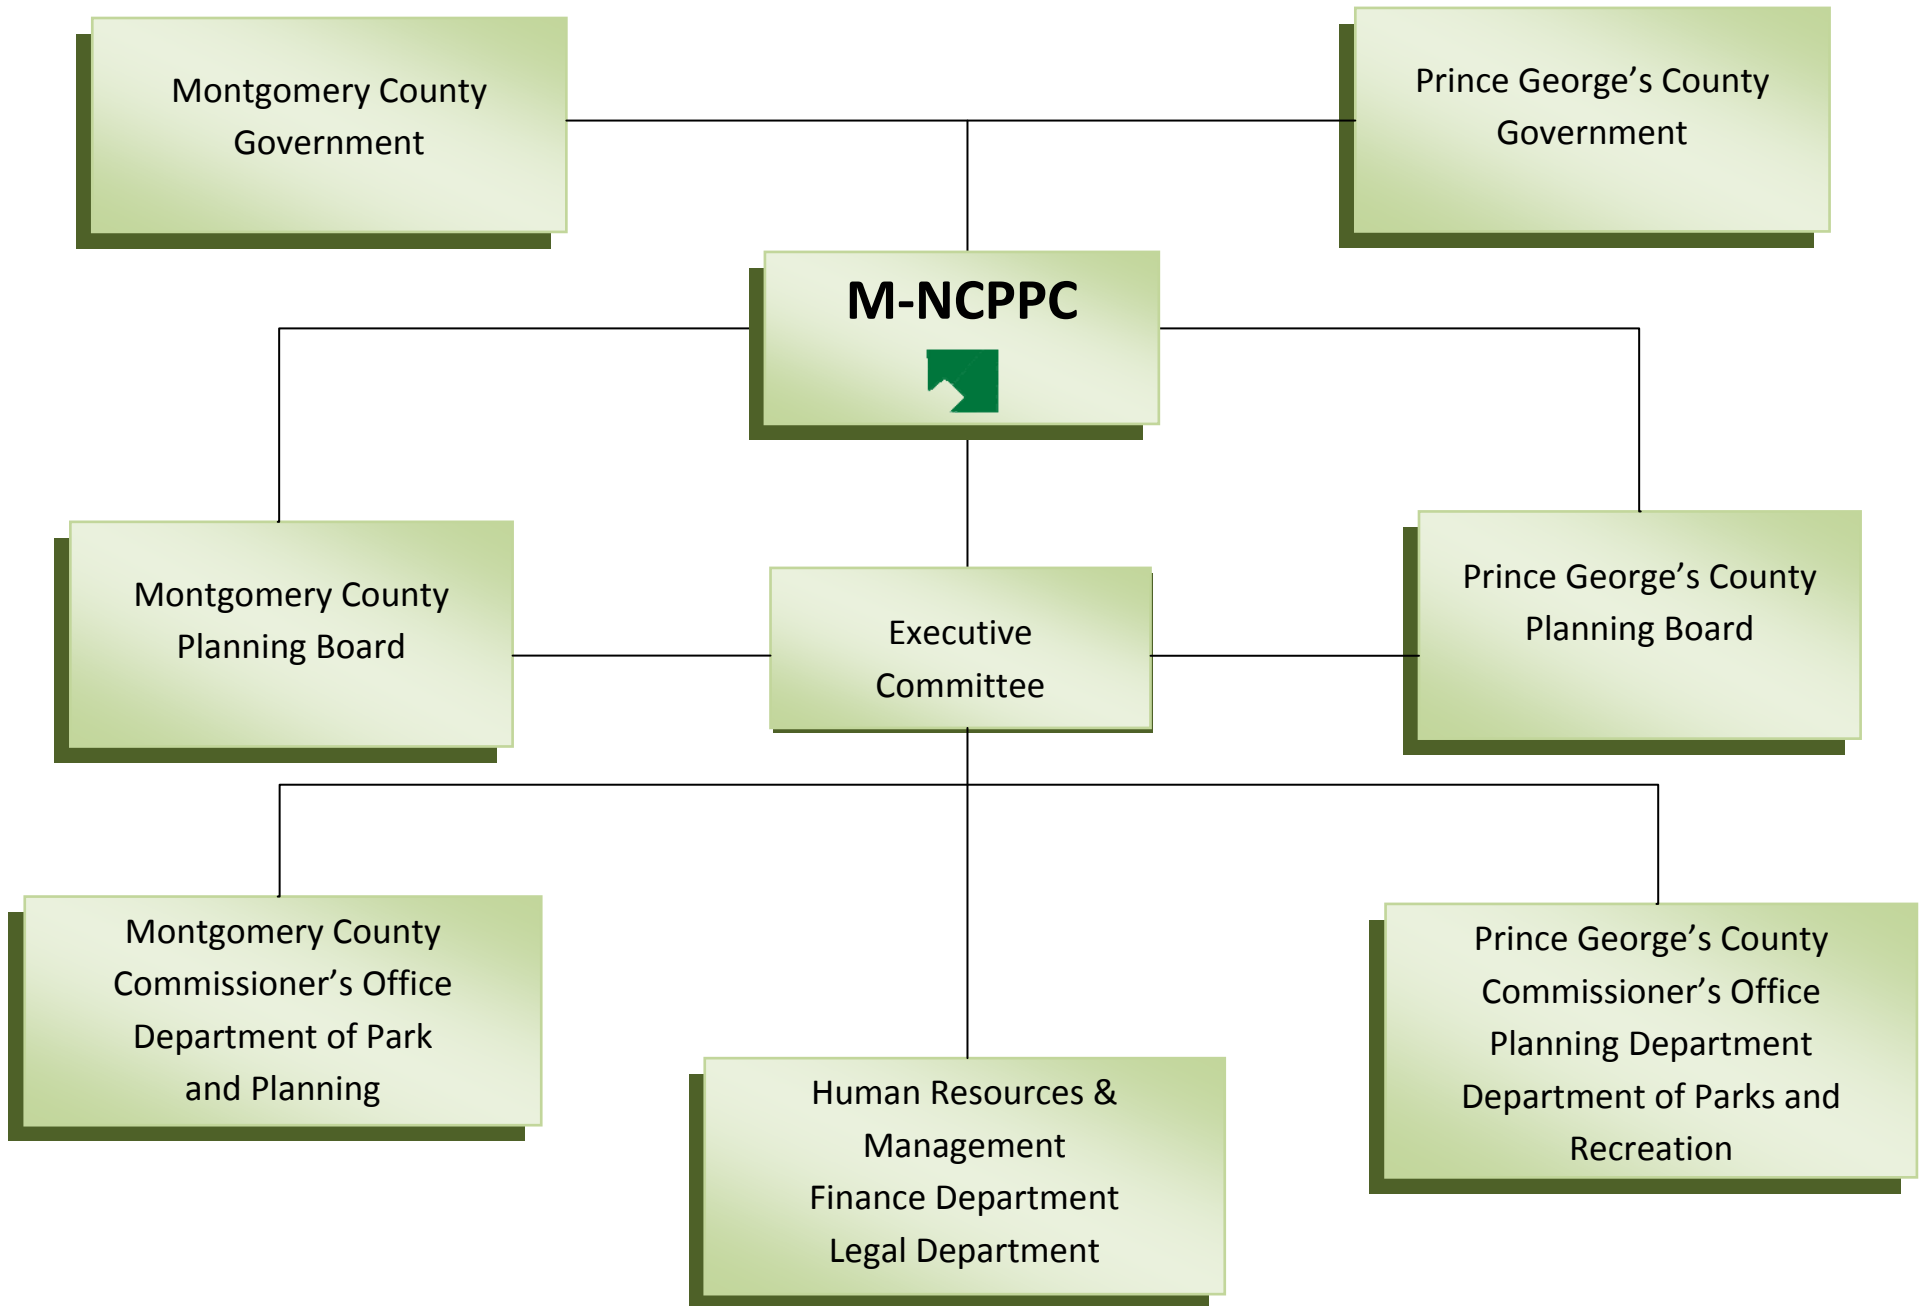 Montgomery County
Government
Prince George’s County
Government
M-NCPPC
Montgomery County
Planning Board
Executive
Committee
Prince George’s County
Planning Board
Montgomery County
Commissioner’s Office
Department of Park
and Planning
Human Resources &
Management
Finance Department
Legal Department
Prince George’s County
Commissioner’s Office
Planning Department
Department of Parks and
Recreation